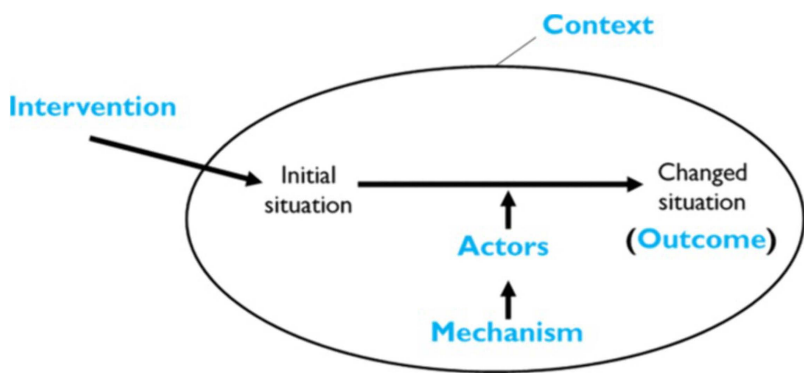 Context
Intervention
Initial
situation
Changed
situation
(Outcome)
Actors
Mechanism